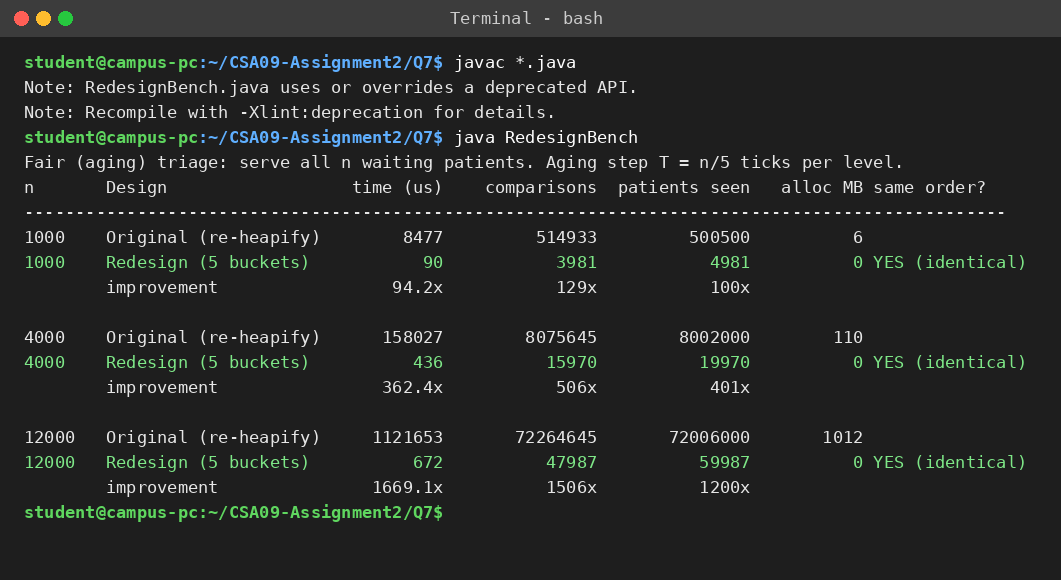 Terminal - bash
student@campus-pc:~/CSA09-Assignment2/Q7$ javac *.java
Note: RedesignBench.java uses or overrides a deprecated API.
Note: Recompile with -Xlint:deprecation for details.
student@campus-pc:~/CSA09-Assignment2/Q7$ java RedesignBench
Fair (aging) triage: serve all n waiting patients. Aging step T = n/5 ticks per level.
n       Design                  time (us)    comparisons  patients seen   alloc MB same order?
------------------------------------------------------------------------------------------------
1000    Original (re-heapify)        8477         514933         500500          6
1000    Redesign (5 buckets)           90           3981           4981          0 YES (identical)
        improvement                 94.2x           129x           100x
4000    Original (re-heapify)      158027        8075645        8002000        110
4000    Redesign (5 buckets)          436          15970          19970          0 YES (identical)
        improvement                362.4x           506x           401x
12000   Original (re-heapify)     1121653       72264645       72006000       1012
12000   Redesign (5 buckets)          672          47987          59987          0 YES (identical)
        improvement               1669.1x          1506x          1200x
student@campus-pc:~/CSA09-Assignment2/Q7$